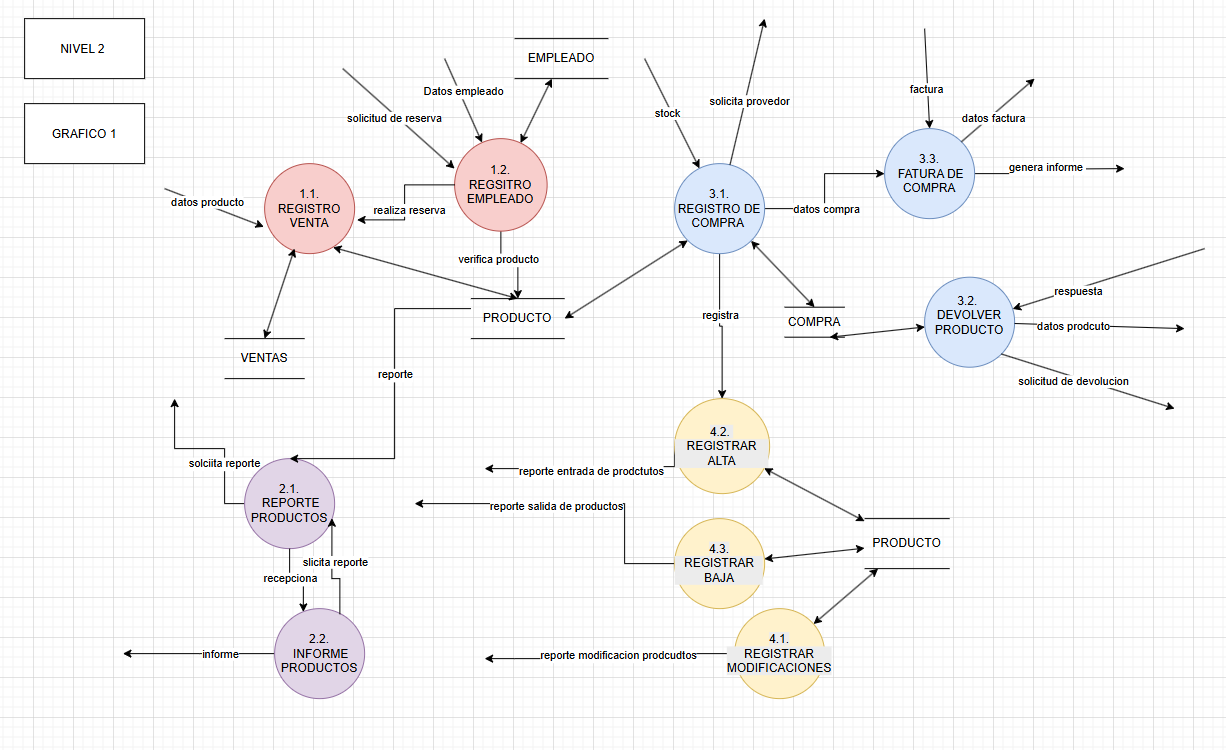 NIVEL 2
GRAFICO 1
EMPLEADO
Datos empleado
solicitud de reserva
datos producto
1.1.
REGISTRO
VENTA
1.2.
REGSITRO
EMPLEADO
realiza reserva
verifica producto
PRODUCTO
VENTAS
stock
solicita provedor
factura
datos factura
3.1.
REGISTRO DE
COMPRA
datos compra
3.3.
FATURA DE
COMPRA
genera informe
respuesta
3.2.
DEVOLVER
PRODUCTO
datos prodcuto
solicitud de devolucion
COMPRA
registra
reporte
solciita reporte
2.1.
REPORTE
PRODUCTOS
slicita reporte
recepciona
2.2.
INFORME
PRODUCTOS
informe
4.2.
REGISTRAR
ALTA
reporte entrada de prodctutos
reporte salida de productos
4.3.
REGISTRAR
BAJA
PRODUCTO
4.1.
REGISTRAR
MODIFICACIONES
reporte modificacion prodcudtos